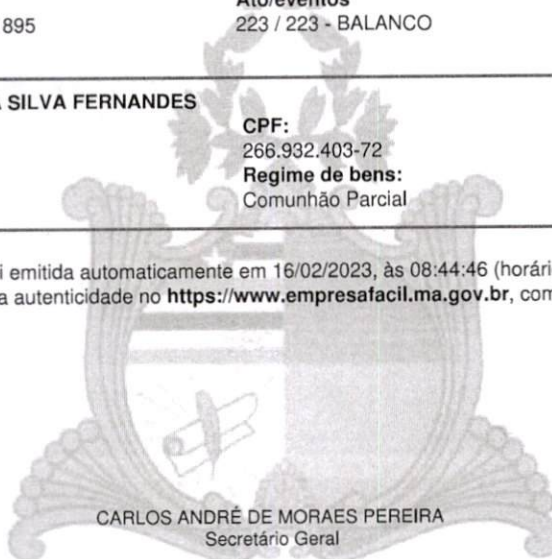 Ato/eventos
895 223 / 223 - BALANCO
SILVA FERNANDES
CPF:
266.932.403-72
Regime de bens:
Comunhão Parcial
i emitida automaticamente em 16/02/2023, às 08:44:46 (horári
a autenticidade no https://www.empresafacil.ma.gov.br, com
CARLOS ANDRÉ DE MORAES PEREIRA
Secretário Geral